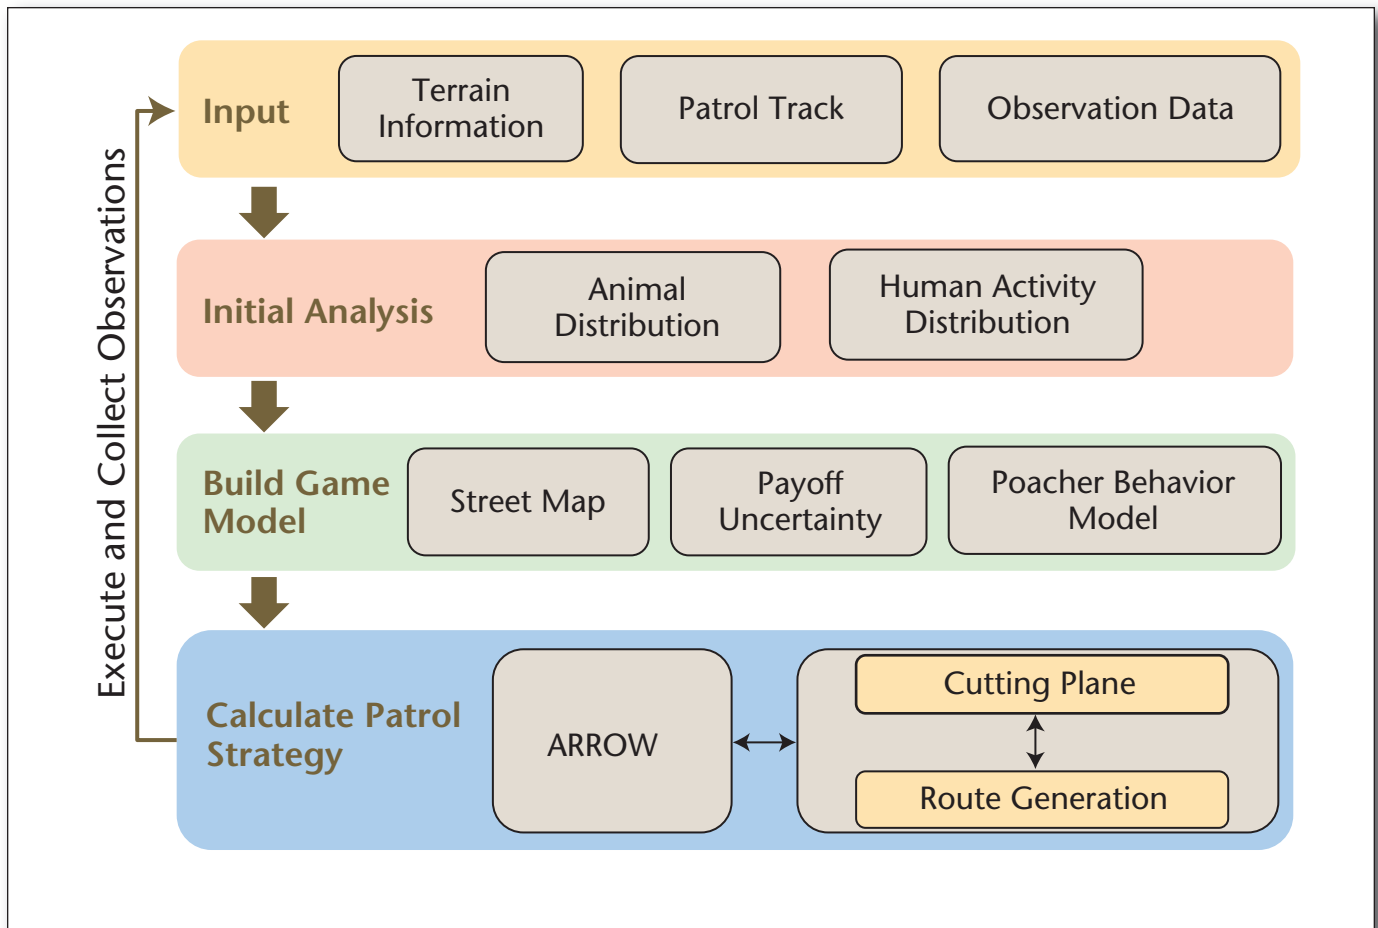 Execute and Collect Observations
Input
Terrain
Information
Patrol Track
Observation Data
Initial Analysis
Animal
Distribution
Human Activity
Distribution
Build Game
Model
Street Map
Payoff
Uncertainty
Poacher Behavior
Model
Calculate Patrol
Strategy
ARROW
Cutting Plane
Route Generation